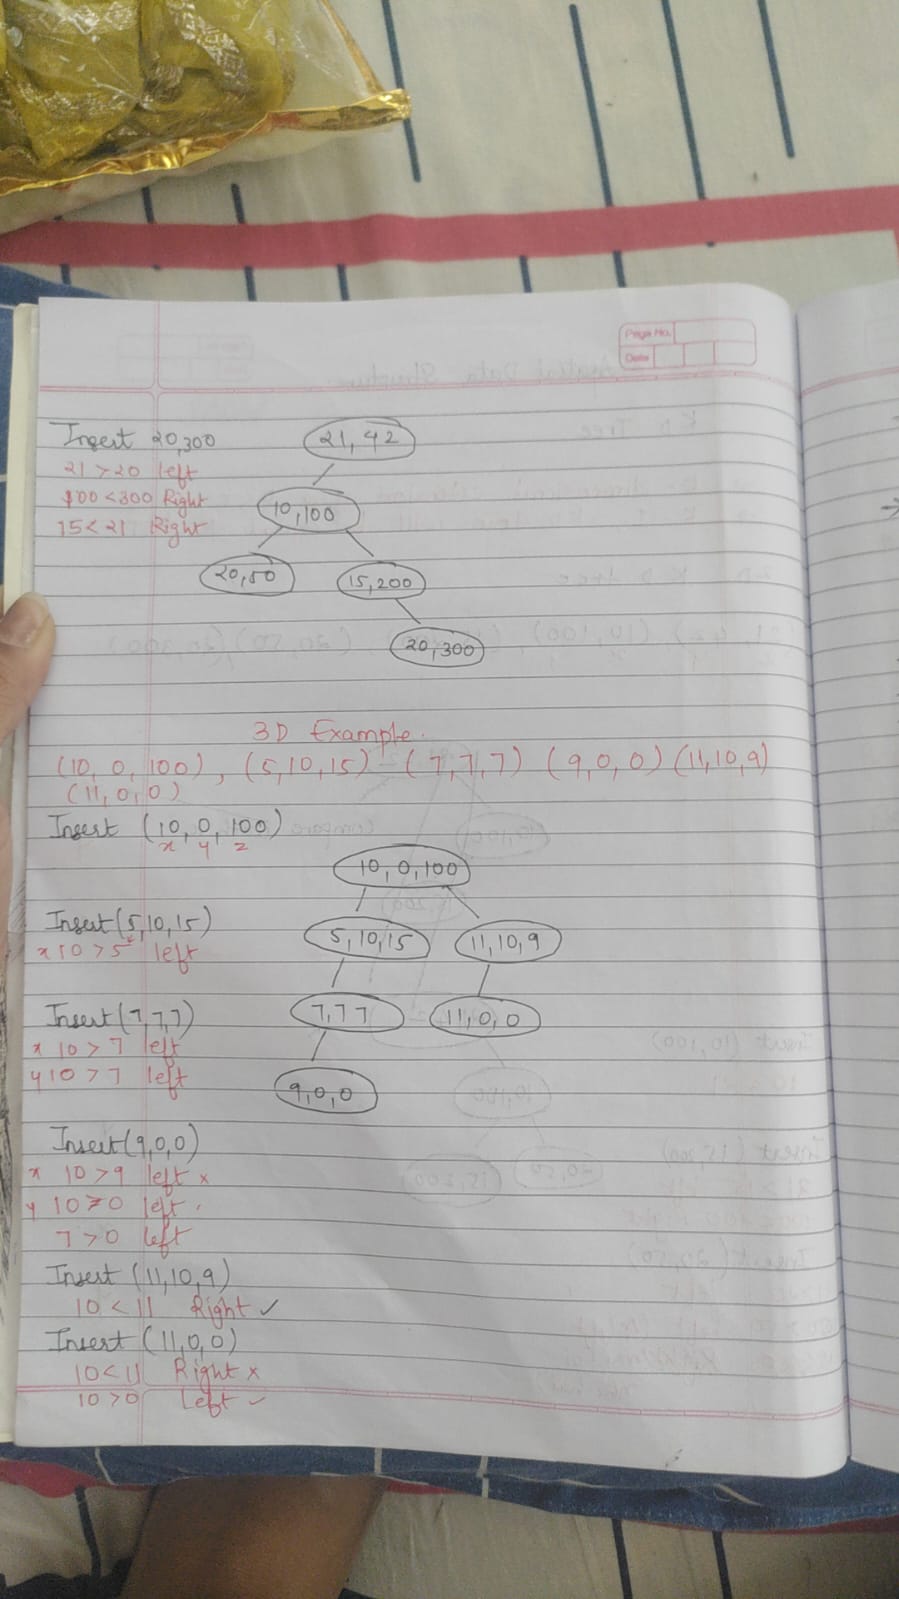 Page No.
Date
Insert 20,300
21 > 20 left
100 < 300 Right
15 < 21 Right
21, 42
10,100
20,50
15,200
20,300
3D Example.
(10, 0, 100), (5,10,15) (7,7,7) (9,0,0) (11,10,9)
(11,0,0)
Insert (10, 0, 100)
x y z
10, 0,100
Insert (5,10,15)
x 10 > 5 left
5,10,15
11,10,9
Insert (7,7,7)
x 10 > 7 left
y 10 > 7 left
7,77
11,0,0
9,0,0
Insert (9,0,0)
x 10 > 9 left x
y 10 > 0 left
7 > 0 left
Insert (11,10,9)
10 < 11 Right ✓
Insert (11,0,0)
10 < 11 Right x
10 > 0 Left ✓